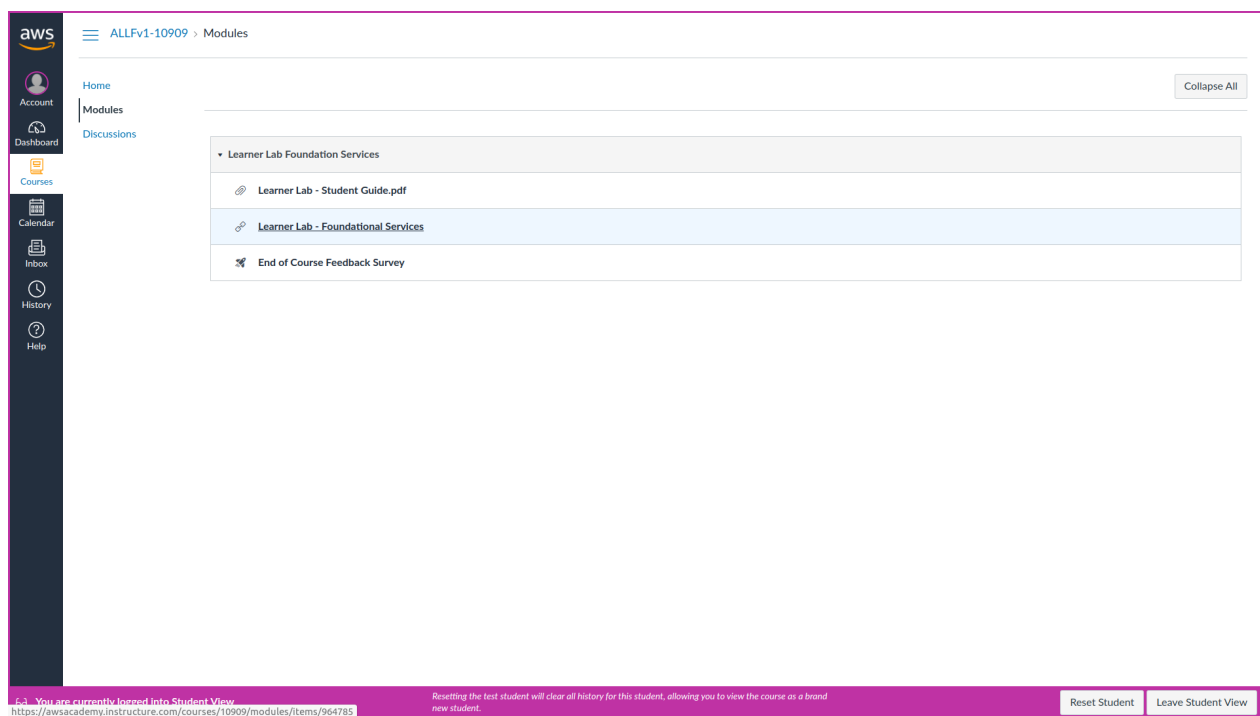 aws
ALLFv1-10909 › Modules
Account
Dashboard
Courses
Calendar
Inbox
History
Help
Home
Modules
Discussions
Collapse All
Learner Lab Foundation Services
Learner Lab - Student Guide.pdf
Learner Lab - Foundational Services
End of Course Feedback Survey
You are currently logged into Student View
https://awsacademy.instructure.com/courses/10909/modules/items/964785
Resetting the test student will clear all history for this student, allowing you to view the course as a brand
new student.
Reset Student
Leave Student View